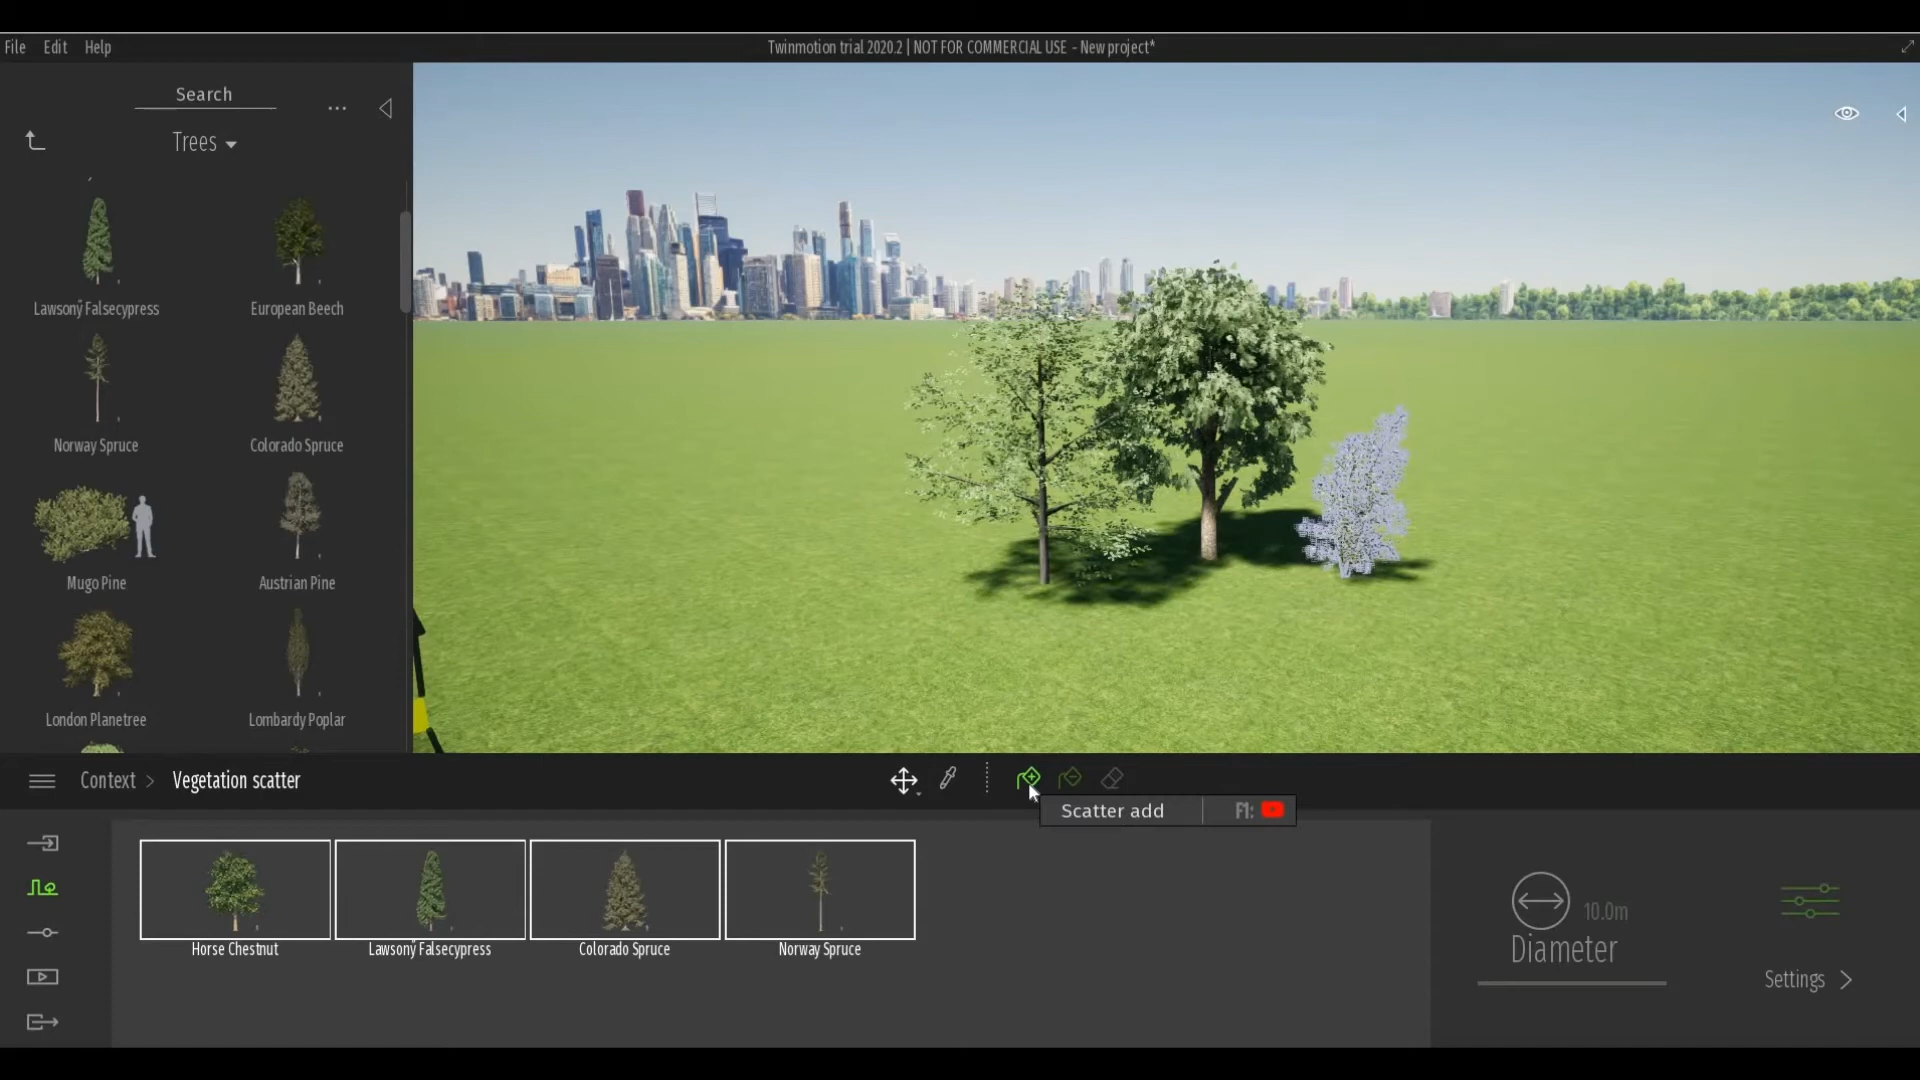 File Edit Help
Twinmotion trial 2020.2 | NOT FOR COMMERCIAL USE - New project*
Search
...
Trees
Lawsony Falsecypress
European Beech
Norway Spruce
Colorado Spruce
Mugo Pine
Austrian Pine
London Planetree
Lombardy Poplar
Context > Vegetation scatter
Scatter add
F1:
Horse Chestnut
Lawsony Falsecypress
Colorado Spruce
Norway Spruce
10.0m
Diameter
Settings